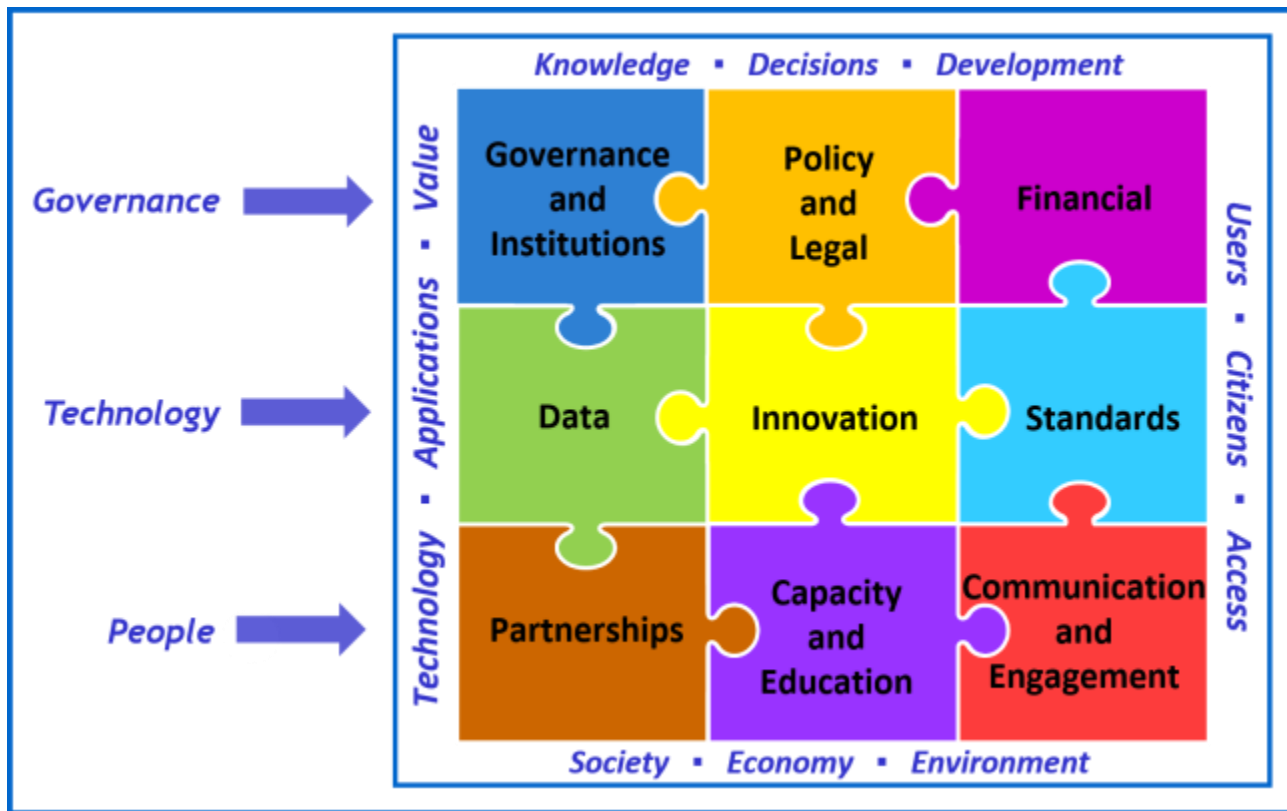 Knowledge ▪ Decisions ▪ Development
Governance
Technology
People
Technology ▪ Applications ▪ Value
Governance
and
Institutions
Policy
and
Legal
Financial
Data
Innovation
Standards
Partnerships
Capacity
and
Education
Communication
and
Engagement
Users ▪ Citizens ▪ Access
Society ▪ Economy ▪ Environment